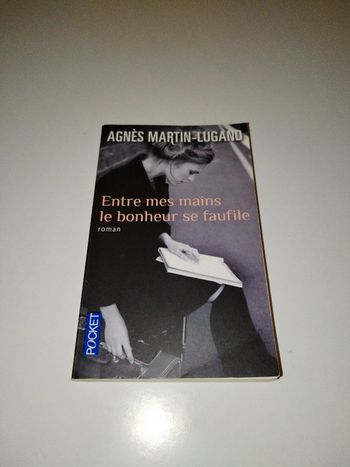 AGNÈS MARTIN-LUGAND
Entre mes mains
le bonheur se faufile
roman
POCKET